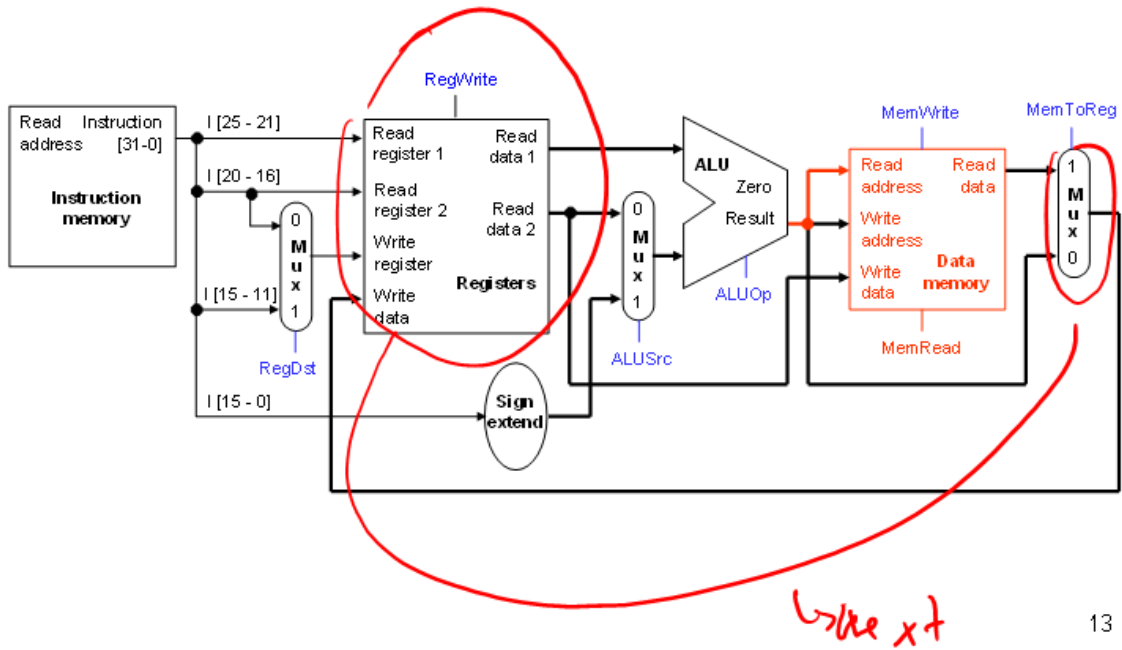 RegWrite
MemWrite
MemToReg
Read Instruction
address [31-0]
Instruction
memory
I [25 - 21]
I [20 - 16]
I [15 - 11]
I [15 - 0]
0
M
u
x
1
RegDst
Read
register 1
Read
register 2
Write
register
Write
data
Read
data 1
Read
data 2
Registers
Sign
extend
0
M
u
x
1
ALUSrc
ALU
Zero
Result
ALUOp
Read
address
Write
address
Write
data
Read
data
Data
memory
MemRead
1
M
u
x
0
13